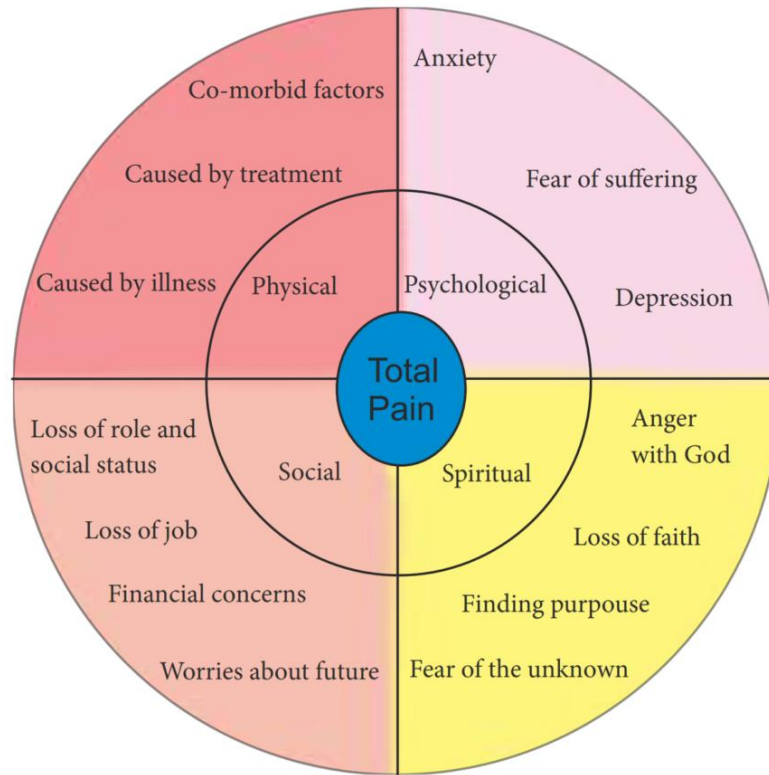 Co-morbid factors
Caused by treatment
Caused by illness
Physical
Anxiety
Fear of suffering
Depression
Psychological
Total
Pain
Loss of role and
social status
Loss of job
Financial concerns
Worries about future
Social
Anger
with God
Loss of faith
Finding purpouse
Fear of the unknown
Spiritual